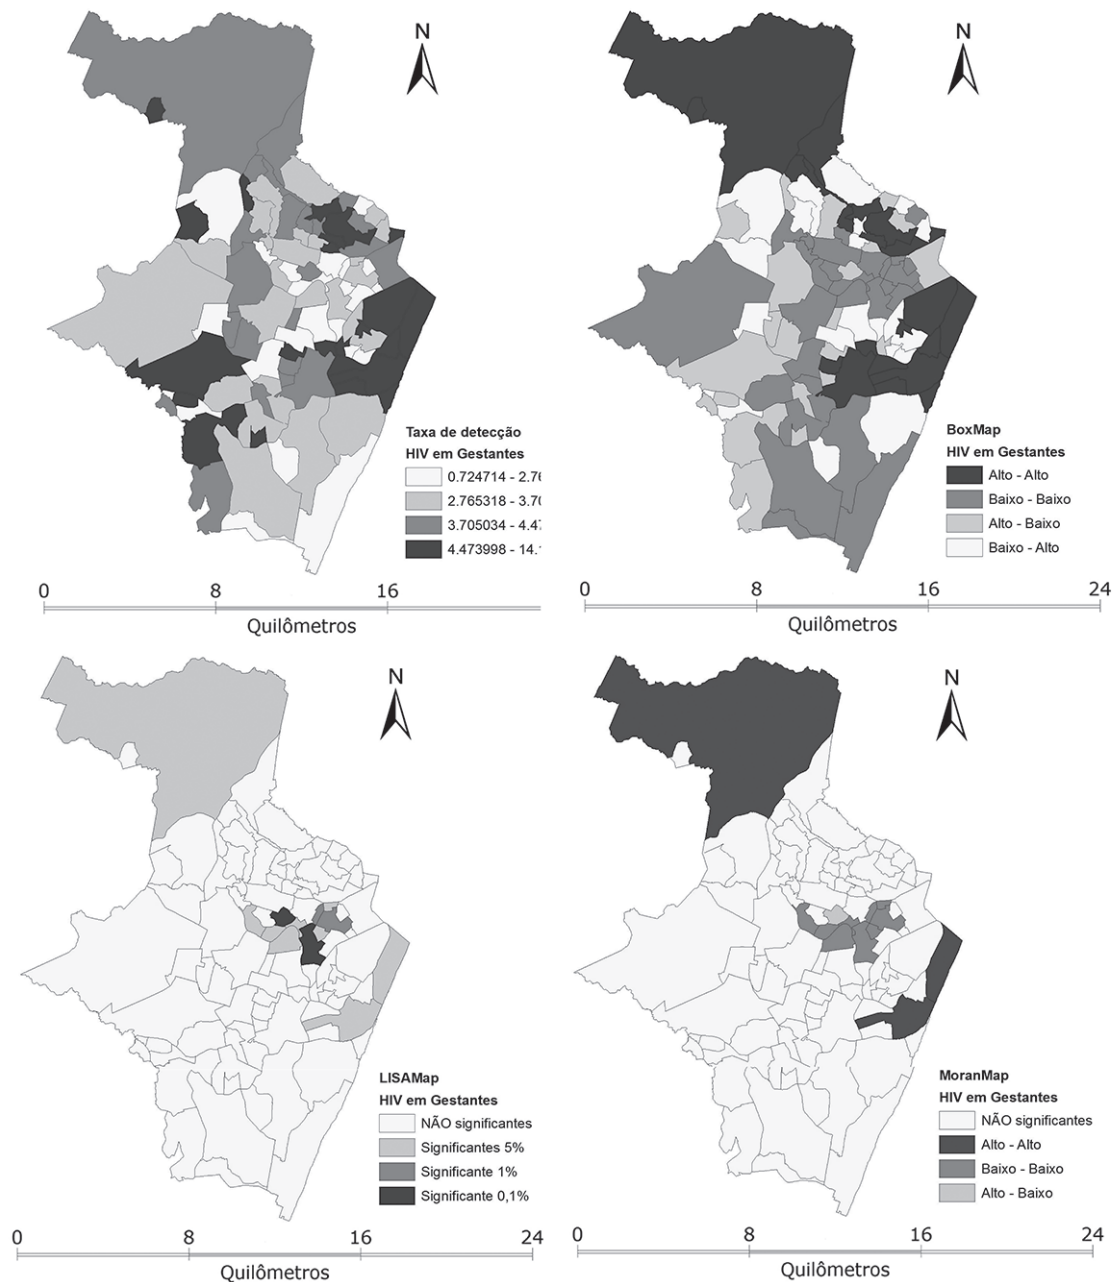 N
Taxa de detecção
HIV em Gestantes
0.724714 - 2.76
2.765318 - 3.70
3.705034 - 4.47
4.473998 - 14.1
0 8 16
Quilômetros
N
BoxMap
HIV em Gestantes
Alto - Alto
Baixo - Baixo
Alto - Baixo
Baixo - Alto
0 8 16 24
Quilômetros
N
LISAMap
HIV em Gestantes
NÃO significantes
Significantes 5%
Significante 1%
Significante 0,1%
0 8 16 24
Quilômetros
N
MoranMap
HIV em Gestantes
NÃO significantes
Alto - Alto
Baixo - Baixo
Alto - Baixo
0 8 16 24
Quilômetros